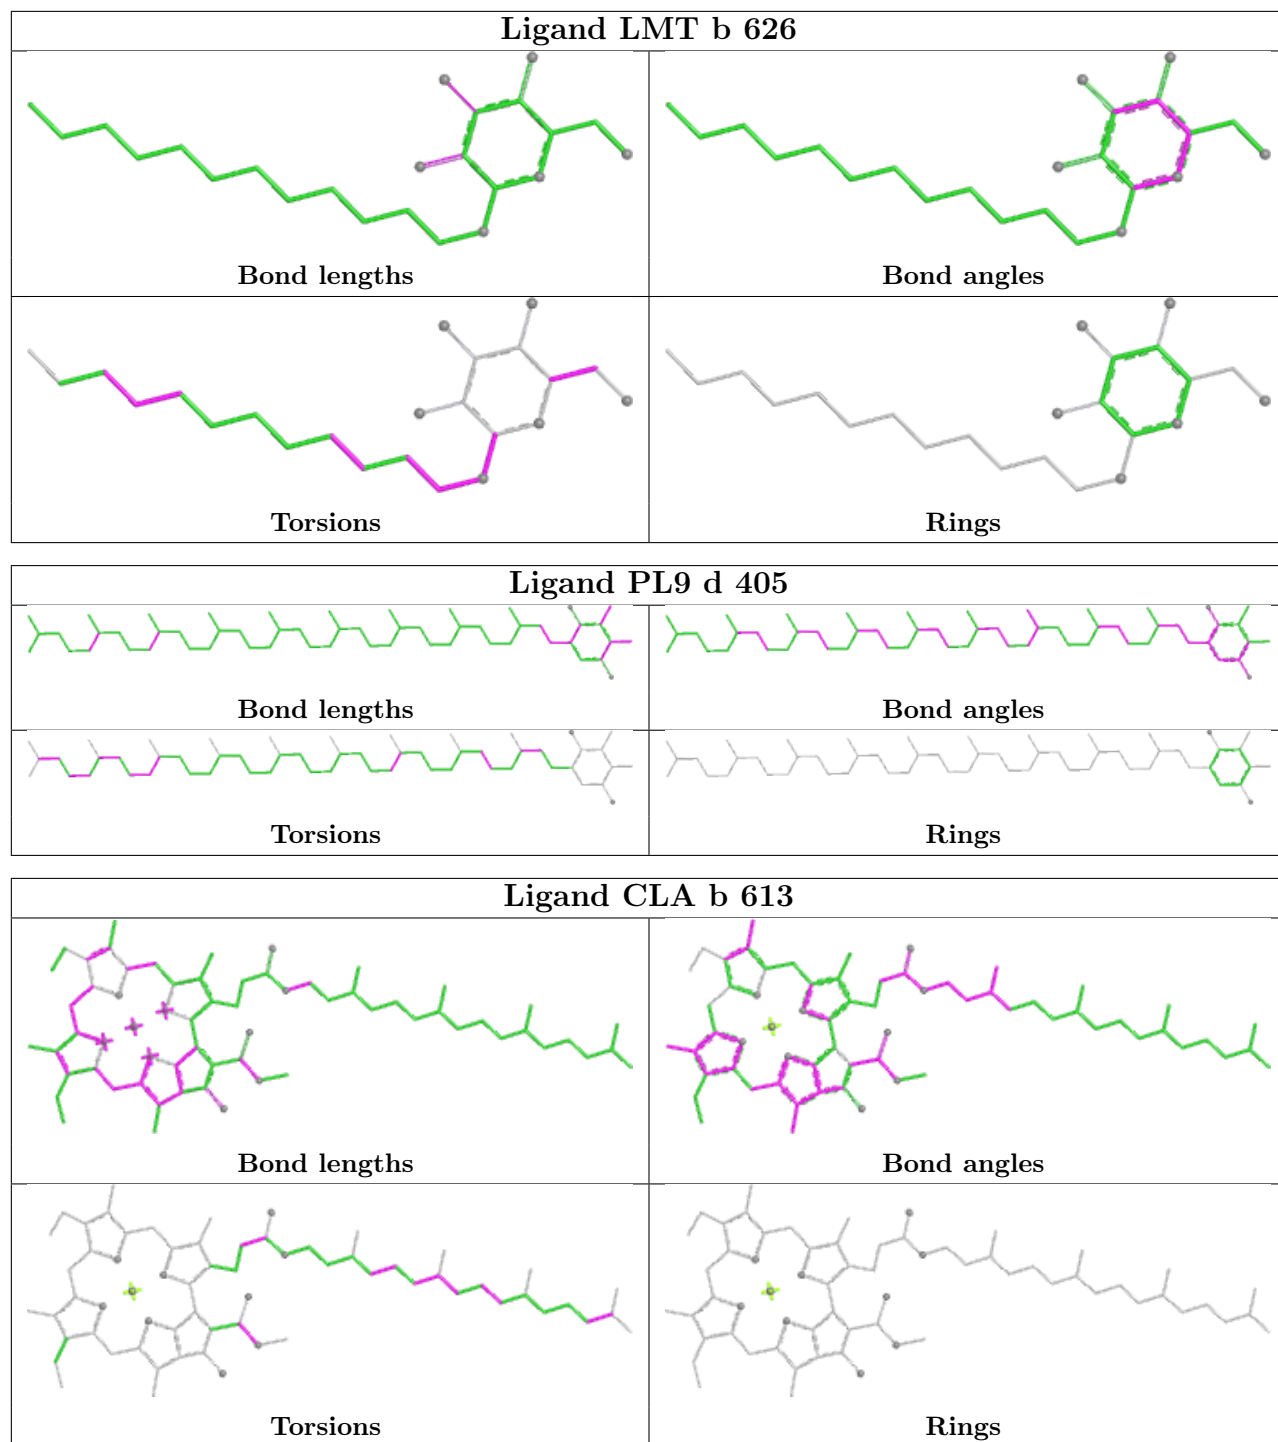 Ligand LMT b 626
Bond lengths
Bond angles
Torsions
Rings
Ligand PL9 d 405
Bond lengths
Bond angles
Torsions
Rings
Ligand CLA b 613
Bond lengths
Bond angles
Torsions
Rings